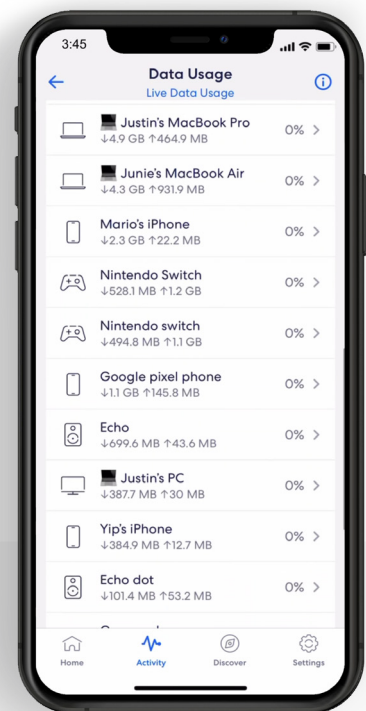 3:45
Data Usage
Live Data Usage
Justin's MacBook Pro
↓4.9 GB ↑464.9 MB
0%
Junie's MacBook Air
↓4.3 GB ↑931.9 MB
0%
Mario's iPhone
↓2.3 GB ↑22.2 MB
0%
Nintendo Switch
↓528.1 MB ↑1.2 GB
0%
Nintendo switch
↓494.8 MB ↑1.1 GB
0%
Google pixel phone
↓1.1 GB ↑145.8 MB
0%
Echo
↓699.6 MB ↑43.6 MB
0%
Justin's PC
↓387.7 MB ↑30 MB
0%
Yip's iPhone
↓384.9 MB ↑12.7 MB
0%
Echo dot
↓101.4 MB ↑53.2 MB
0%
Home
Activity
Discover
Settings